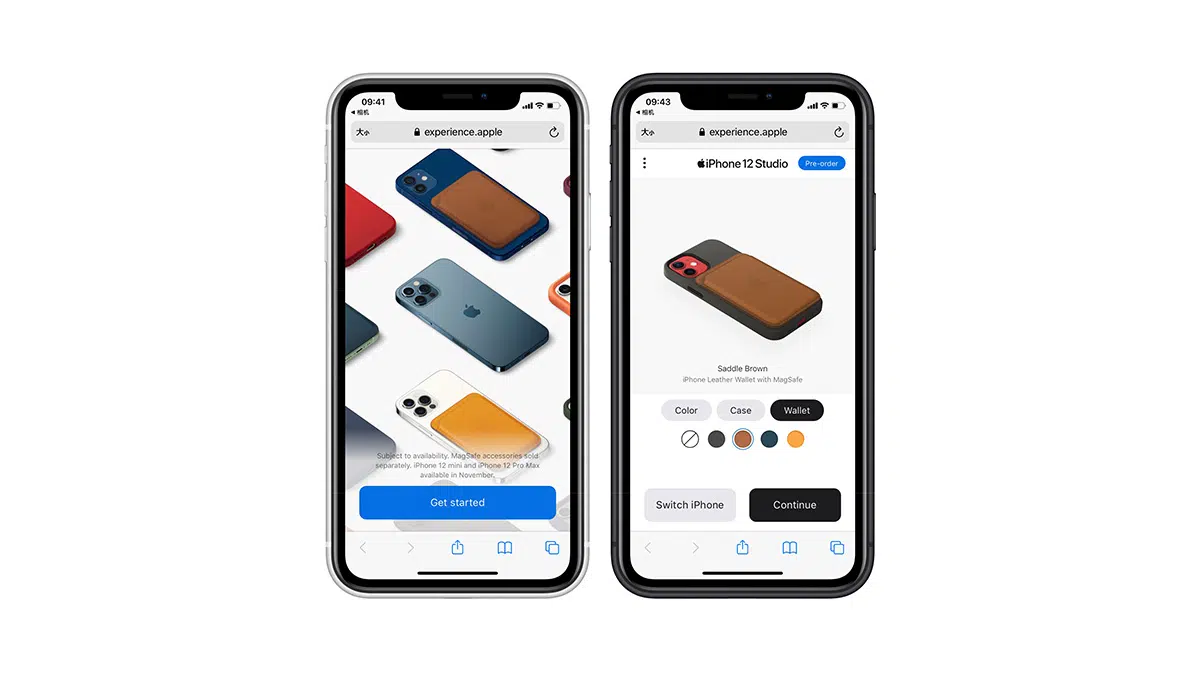 09:41
◀ 相机
大小
experience.apple
Subject to availability. MagSafe accessories sold
separately. iPhone 12 mini and iPhone 12 Pro Max
available in November.
Get started
09:43
◀ 相机
大小
experience.apple
iPhone 12 Studio
Pre-order
Saddle Brown
iPhone Leather Wallet with MagSafe
Color
Case
Wallet
Switch iPhone
Continue